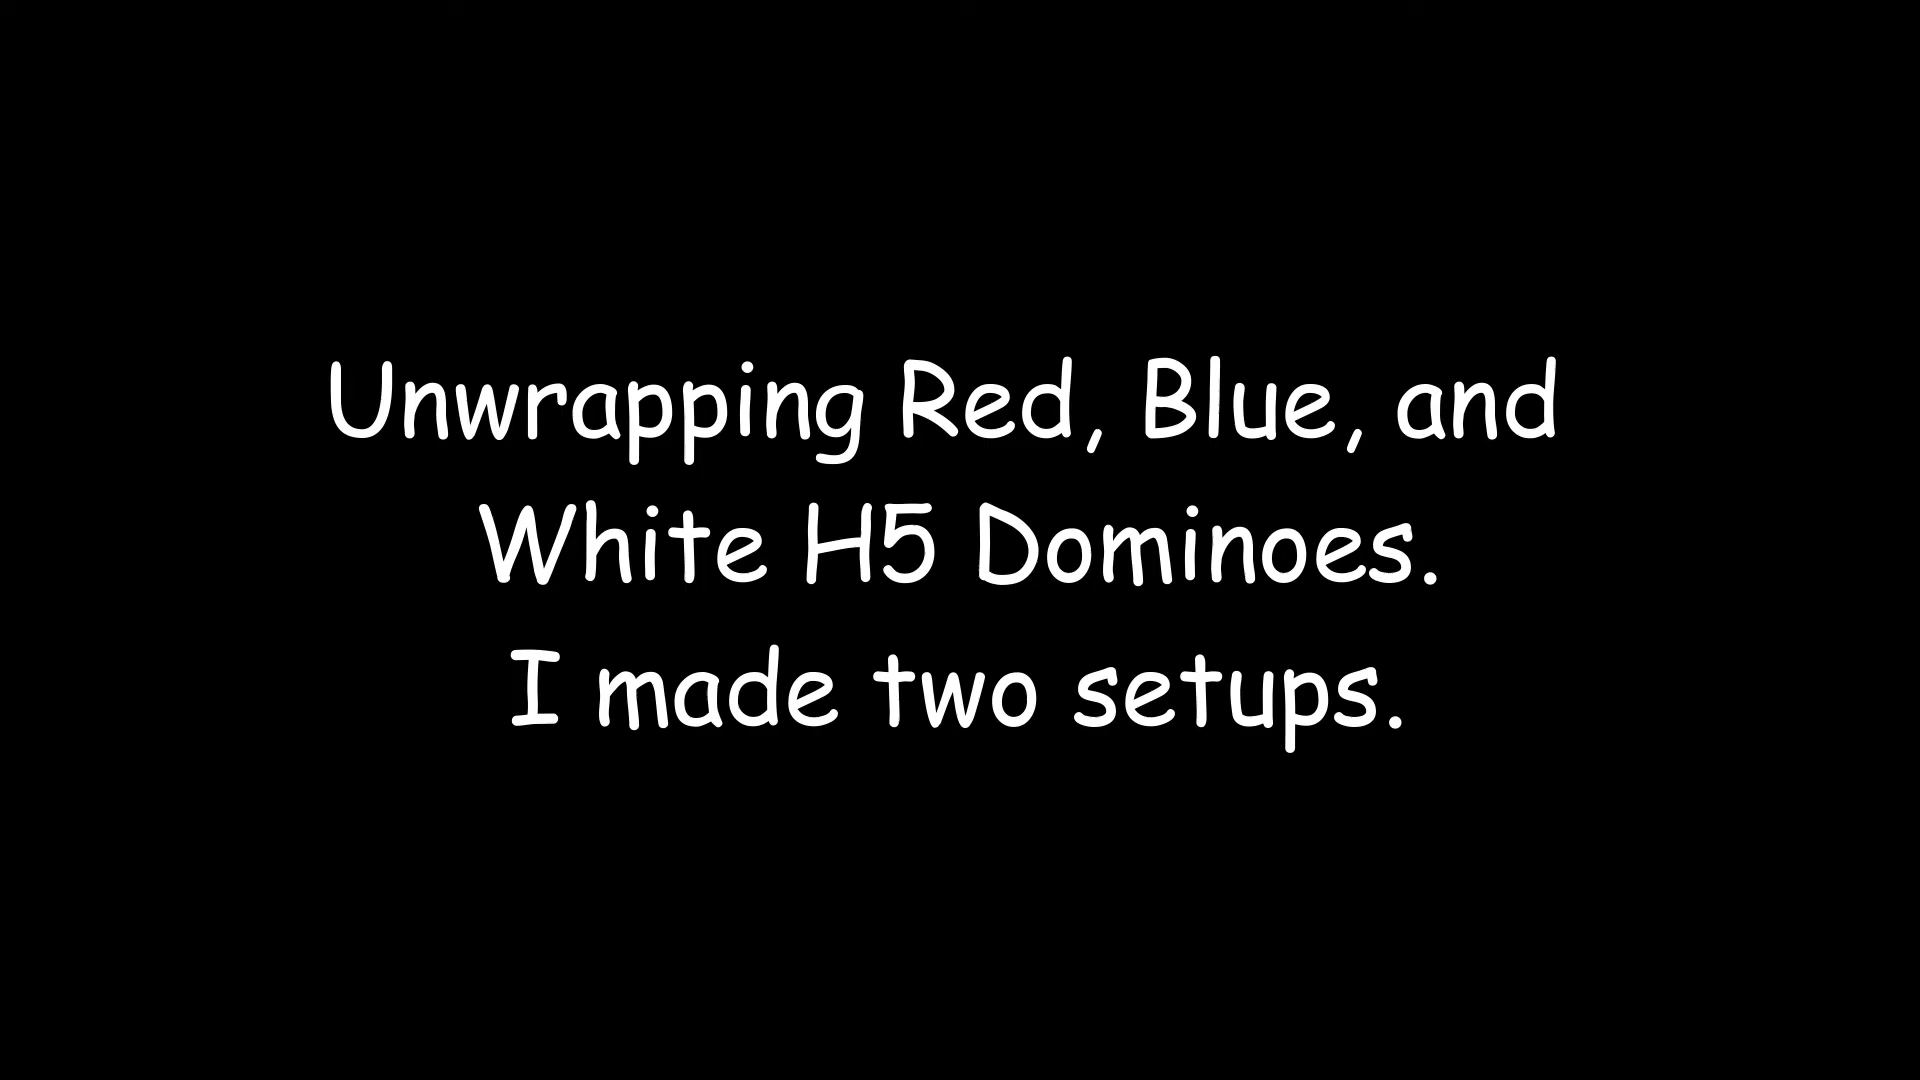 Unwrapping Red, Blue, and
White H5 Dominoes.
I made two setups.